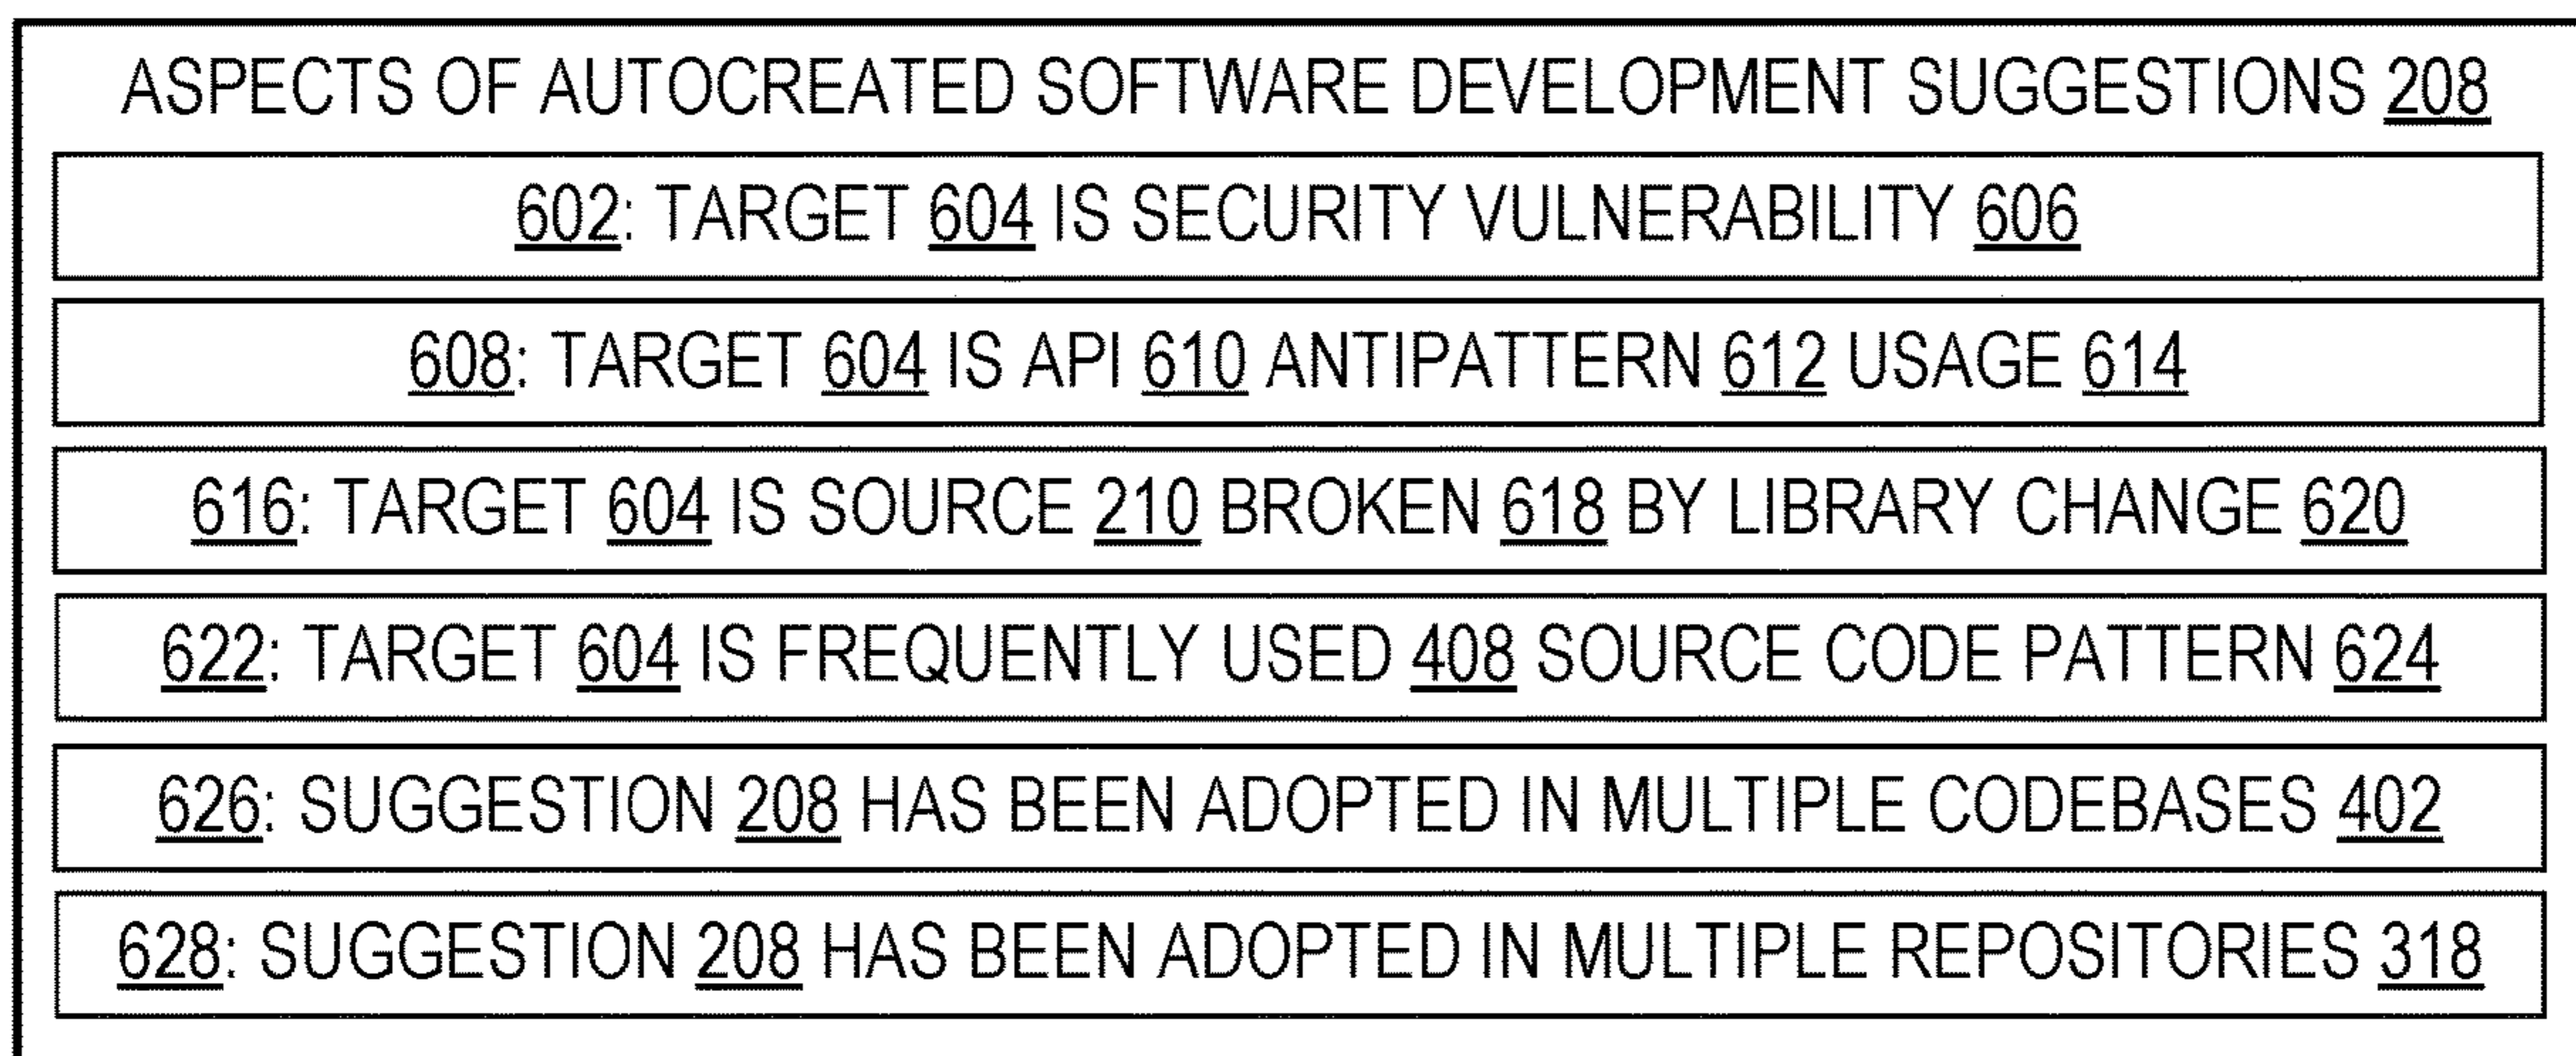 ASPECTS OF AUTOCREATED SOFTWARE DEVELOPMENT SUGGESTIONS 208
602: TARGET 604 IS SECURITY VULNERABILITY 606
608: TARGET 604 IS API 610 ANTIPATTERN 612 USAGE 614
616: TARGET 604 IS SOURCE 210 BROKEN 618 BY LIBRARY CHANGE 620
622: TARGET 604 IS FREQUENTLY USED 408 SOURCE CODE PATTERN 624
626: SUGGESTION 208 HAS BEEN ADOPTED IN MULTIPLE CODEBASES 402
628: SUGGESTION 208 HAS BEEN ADOPTED IN MULTIPLE REPOSITORIES 318